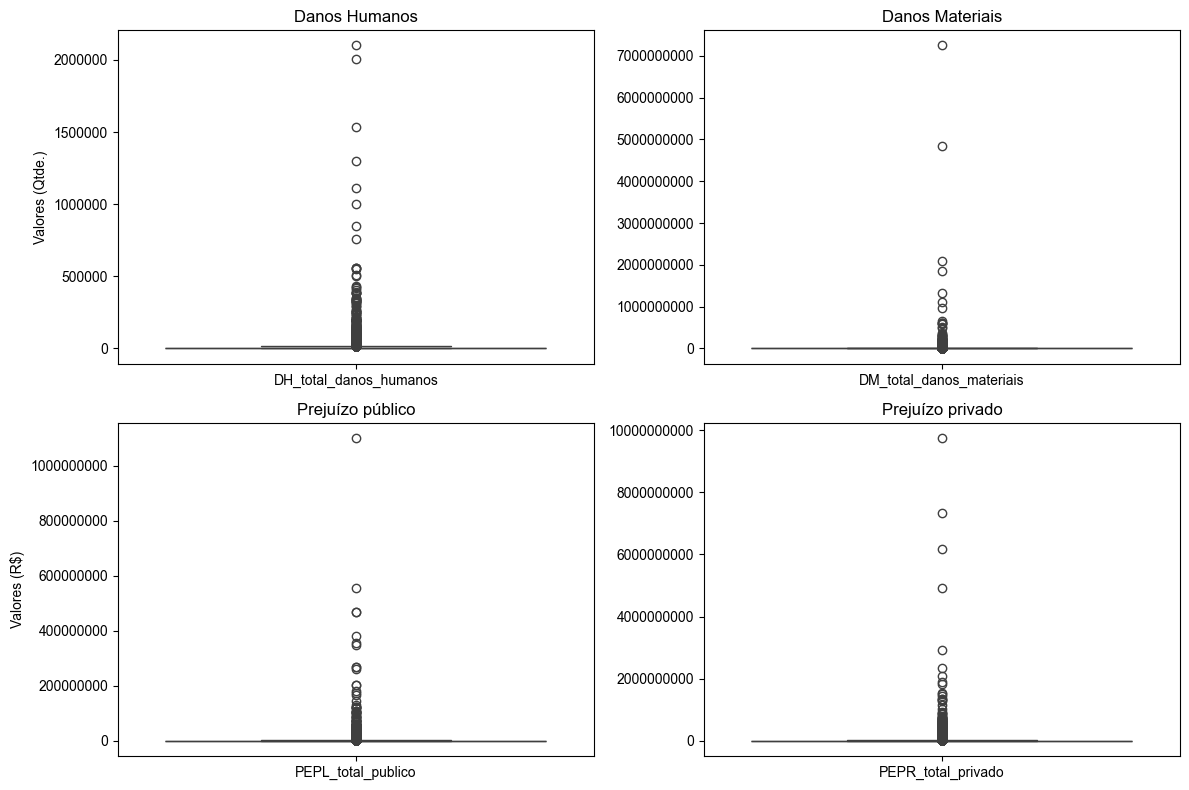 Danos Humanos
Valores (Qtde.)
2000000
1500000
1000000
500000
0
DH_total_danos_humanos
Danos Materiais
7000000000
6000000000
5000000000
4000000000
3000000000
2000000000
1000000000
0
DM_total_danos_materiais
Prejuízo público
Valores (R$)
1000000000
800000000
600000000
400000000
200000000
0
PEPL_total_publico
Prejuízo privado
10000000000
8000000000
6000000000
4000000000
2000000000
0
PEPR_total_privado